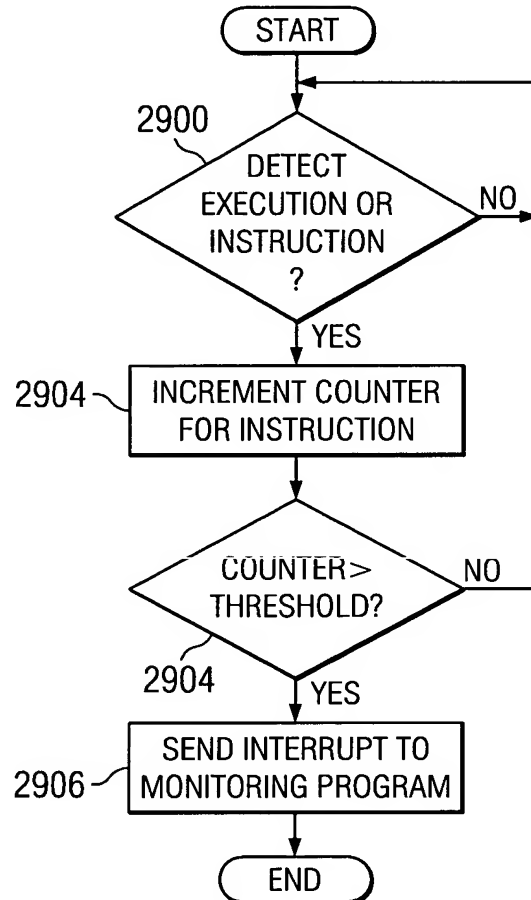 START
2900
DETECT
EXECUTION OR
INSTRUCTION
?
NO
YES
2904
INCREMENT COUNTER
FOR INSTRUCTION
COUNTER>
THRESHOLD?
NO
2904
YES
2906
SEND INTERRUPT TO
MONITORING PROGRAM
END